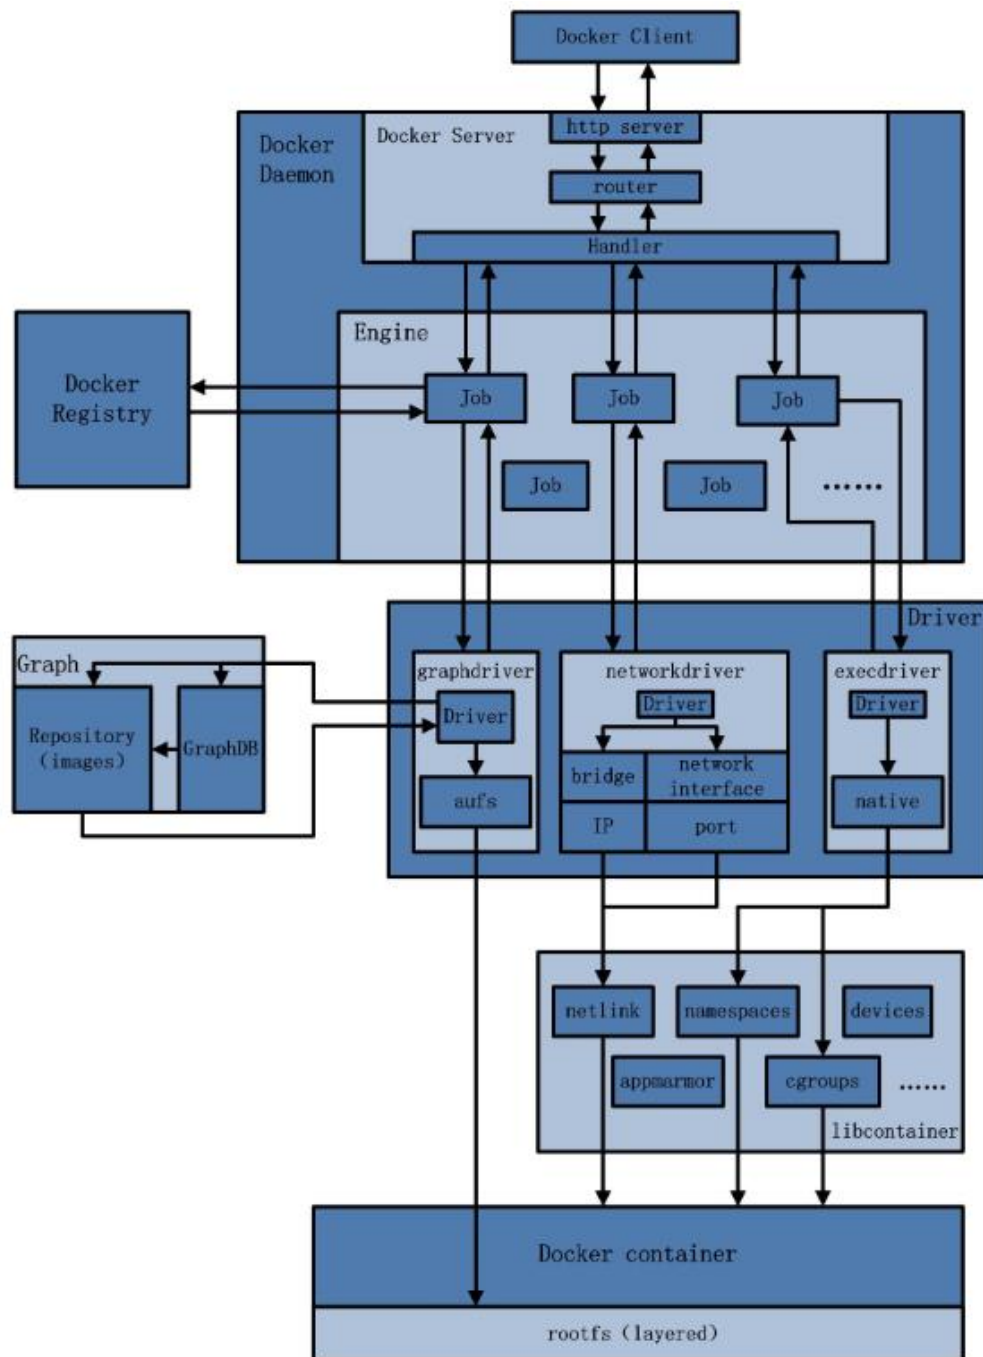 Docker Client
Docker
Daemon
Docker Server
http server
router
Handler
Engine
Docker
Registry
Job
Job
Job
Job
Job
......
Driver
Graph
Repository
(images)
GraphDB
graphdriver
Driver
aufs
networkdriver
Driver
bridge
network
interface
IP
port
execdriver
Driver
native
netlink
namespaces
devices
appmarmor
cgroups
......
libcontainer
Docker container
rootfs (layered)